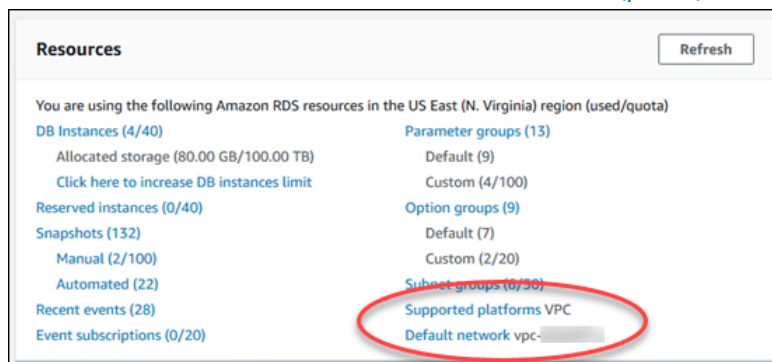 Resources
Refresh
You are using the following Amazon RDS resources in the US East (N. Virginia) region (used/quota)
DB Instances (4/40)
Allocated storage (80.00 GB/100.00 TB)
Click here to increase DB instances limit
Reserved instances (0/40)
Snapshots (132)
Manual (2/100)
Automated (22)
Recent events (28)
Event subscriptions (0/20)
Parameter groups (13)
Default (9)
Custom (4/100)
Option groups (9)
Default (7)
Custom (2/20)
Subnet groups (6/50)
Supported platforms VPC
Default network vpc-